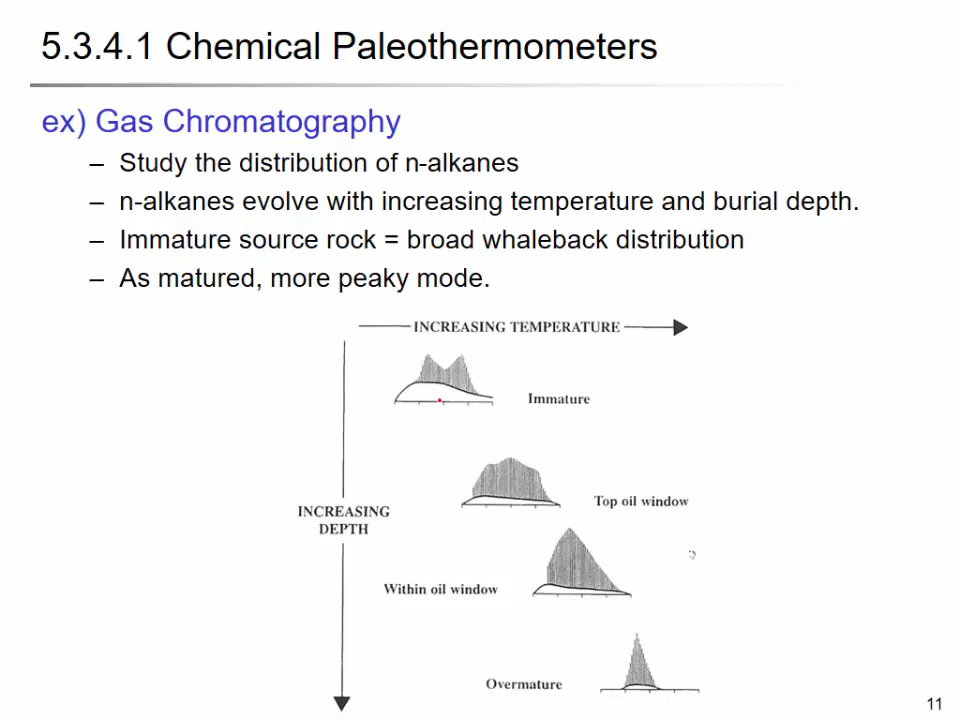 5.3.4.1 Chemical Paleothermometers
ex) Gas Chromatography
– Study the distribution of n-alkanes
– n-alkanes evolve with increasing temperature and burial depth.
– Immature source rock = broad whaleback distribution
– As matured, more peaky mode.
INCREASING TEMPERATURE
Immature
Top oil window
INCREASING
DEPTH
Within oil window
Overmature
11